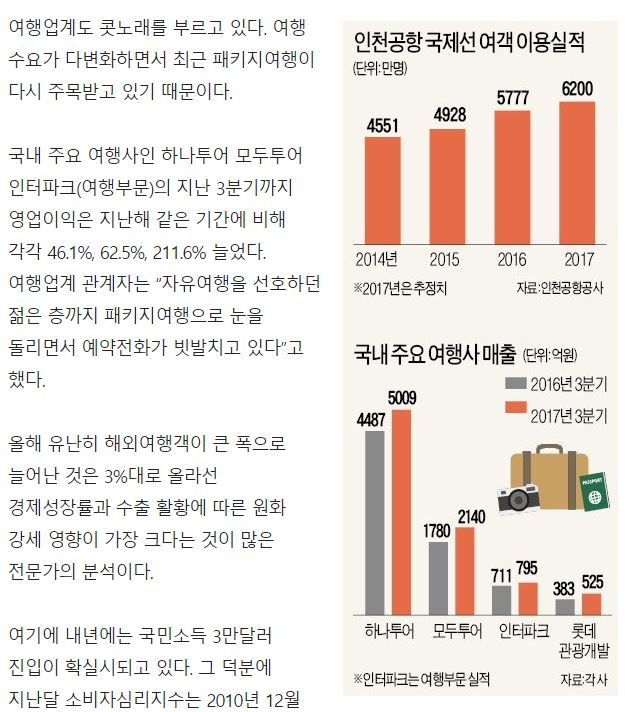 여행업계도 콧노래를 부르고 있다. 여행
수요가 다변화하면서 최근 패키지여행이
다시 주목받고 있기 때문이다.
국내 주요 여행사인 하나투어 모두투어
인터파크(여행부문)의 지난 3분기까지
영업이익은 지난해 같은 기간에 비해
각각 46.1%, 62.5%, 211.6% 늘었다.
여행업계 관계자는 “자유여행을 선호하던
젊은 층까지 패키지여행으로 눈을
돌리면서 예약전화가 빗발치고 있다”고
했다.
올해 유난히 해외여행객이 큰 폭으로
늘어난 것은 3%대로 올라선
경제성장률과 수출 활황에 따른 원화
강세 영향이 가장 크다는 것이 많은
전문가의 분석이다.
여기에 내년에는 국민소득 3만달러
진입이 확실시되고 있다. 그 덕분에
지난달 소비자심리지수는 2010년 12월
인천공항 국제선 여객 이용실적
(단위:만명)
4551 4928 5777 6200
2014년 2015 2016 2017
※2017년은 추정치 자료:인천공항공사
국내 주요 여행사 매출 (단위:억원)
2016년 3분기
2017년 3분기
4487 5009
1780 2140
711 795
383 525
PASSPORT
하나투어 모두투어 인터파크 롯데
관광개발
※인터파크는 여행부문 실적 자료:각사